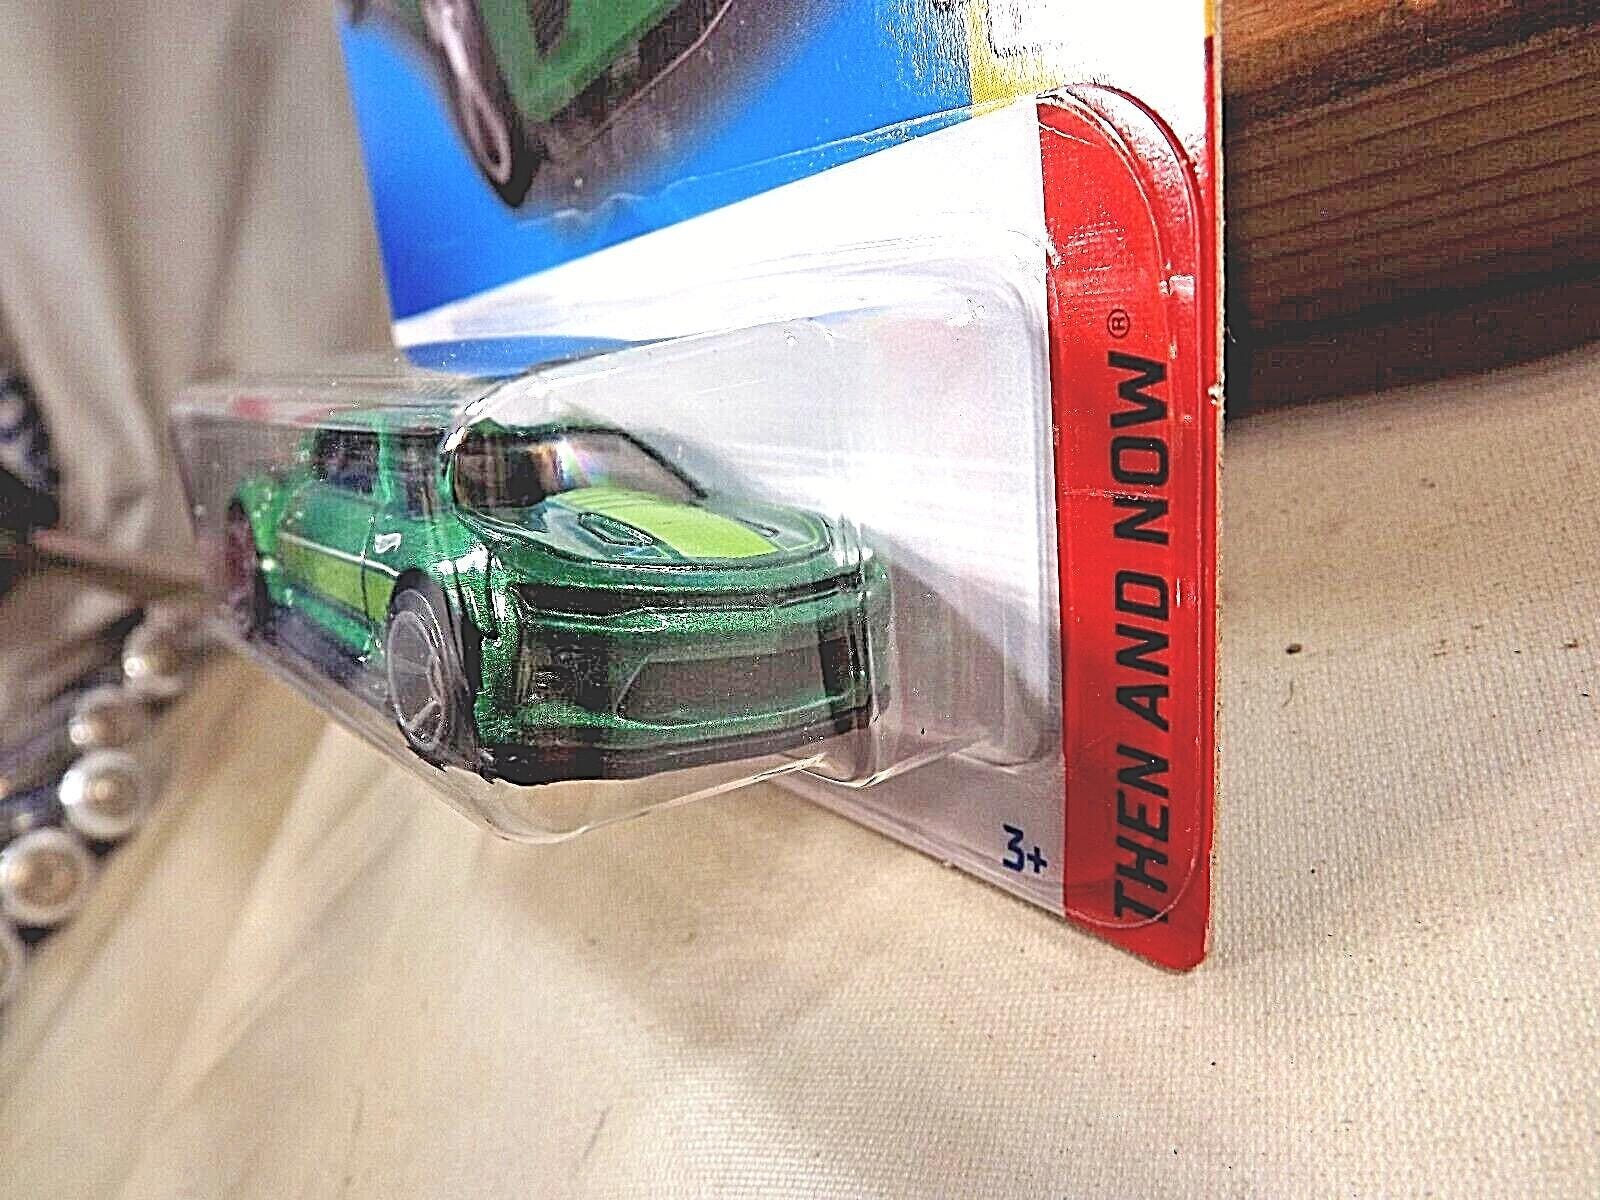 THEN AND NOW®
3+